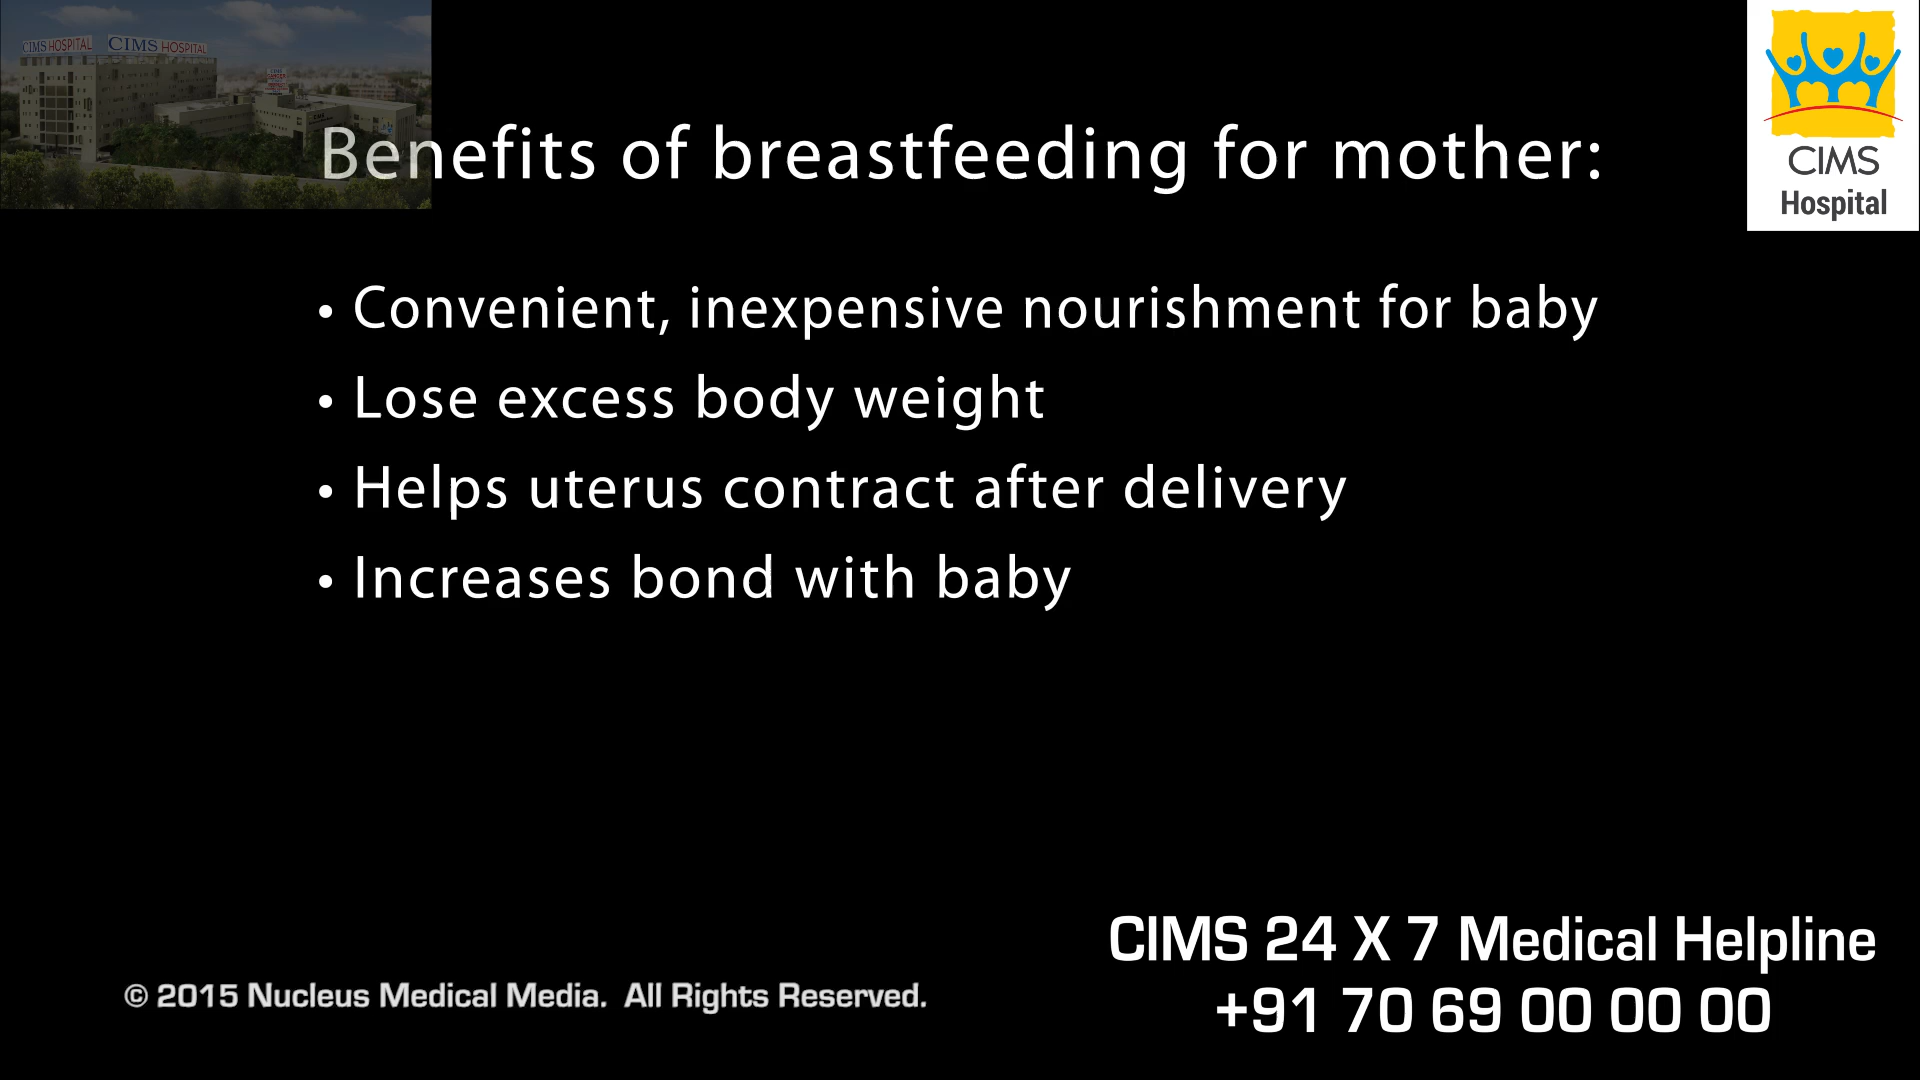 CIMS HOSPITAL CIMS HOSPITAL
Benefits of breastfeeding for mother:
CIMS
Hospital
• Convenient, inexpensive nourishment for baby
• Lose excess body weight
• Helps uterus contract after delivery
• Increases bond with baby
CIMS 24 X 7 Medical Helpline
+91 70 69 00 00 00
© 2015 Nucleus Medical Media. All Rights Reserved.